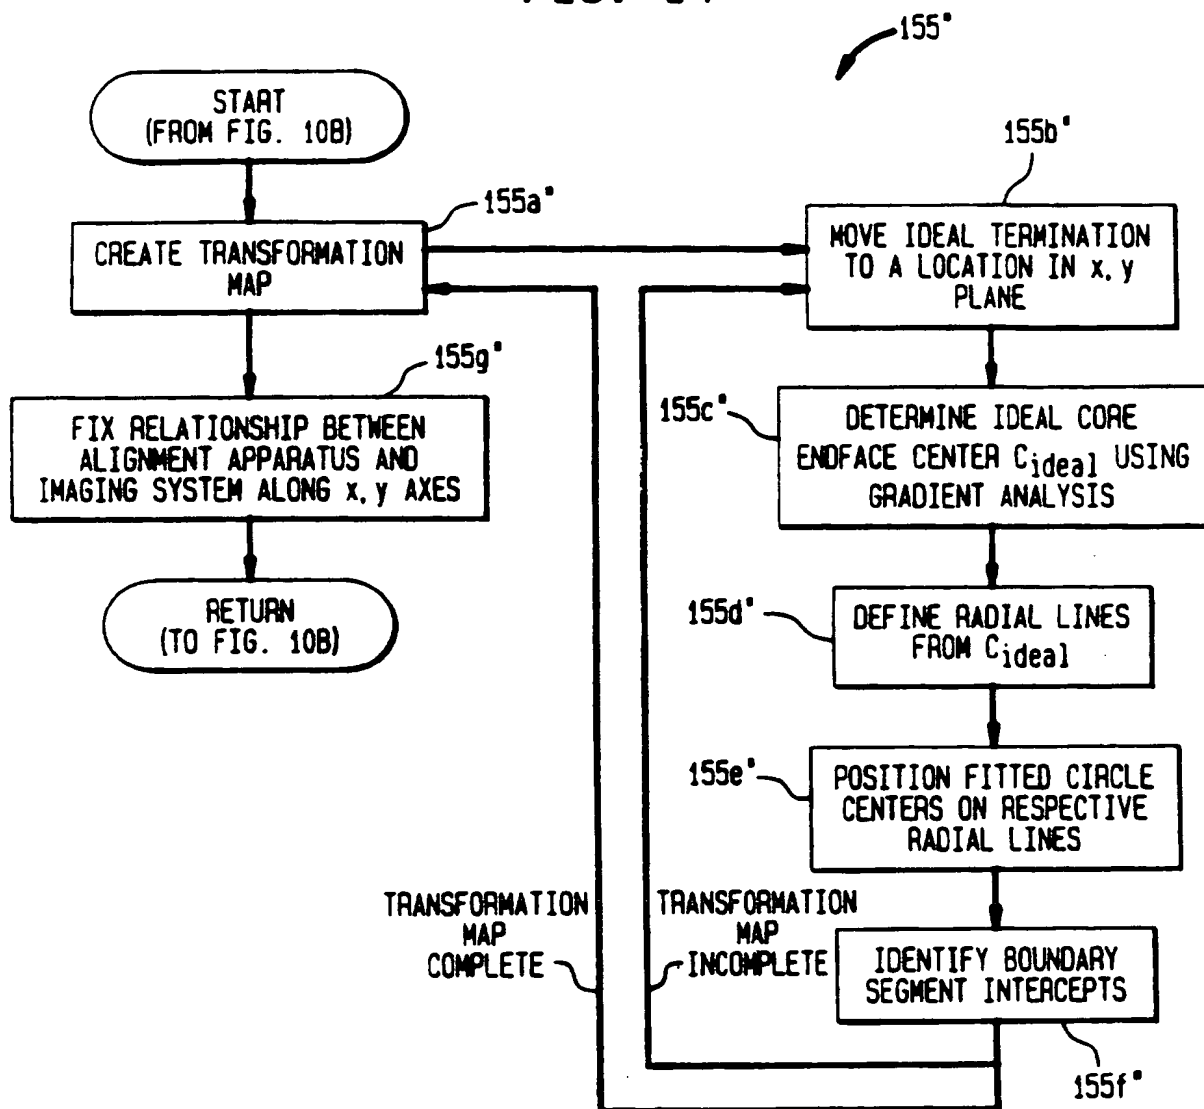 155"
START
(FROM FIG. 10B)
155a"
CREATE TRANSFORMATION
MAP
155g"
FIX RELATIONSHIP BETWEEN
ALIGNMENT APPARATUS AND
IMAGING SYSTEM ALONG x, y AXES
RETURN
(TO FIG. 10B)
155b"
MOVE IDEAL TERMINATION
TO A LOCATION IN x, y
PLANE
155c"
DETERMINE IDEAL CORE
ENDFACE CENTER Cideal USING
GRADIENT ANALYSIS
155d"
DEFINE RADIAL LINES
FROM Cideal
155e"
POSITION FITTED CIRCLE
CENTERS ON RESPECTIVE
RADIAL LINES
IDENTIFY BOUNDARY
SEGMENT INTERCEPTS
155f"
TRANSFORMATION
MAP
COMPLETE
TRANSFORMATION
MAP
INCOMPLETE